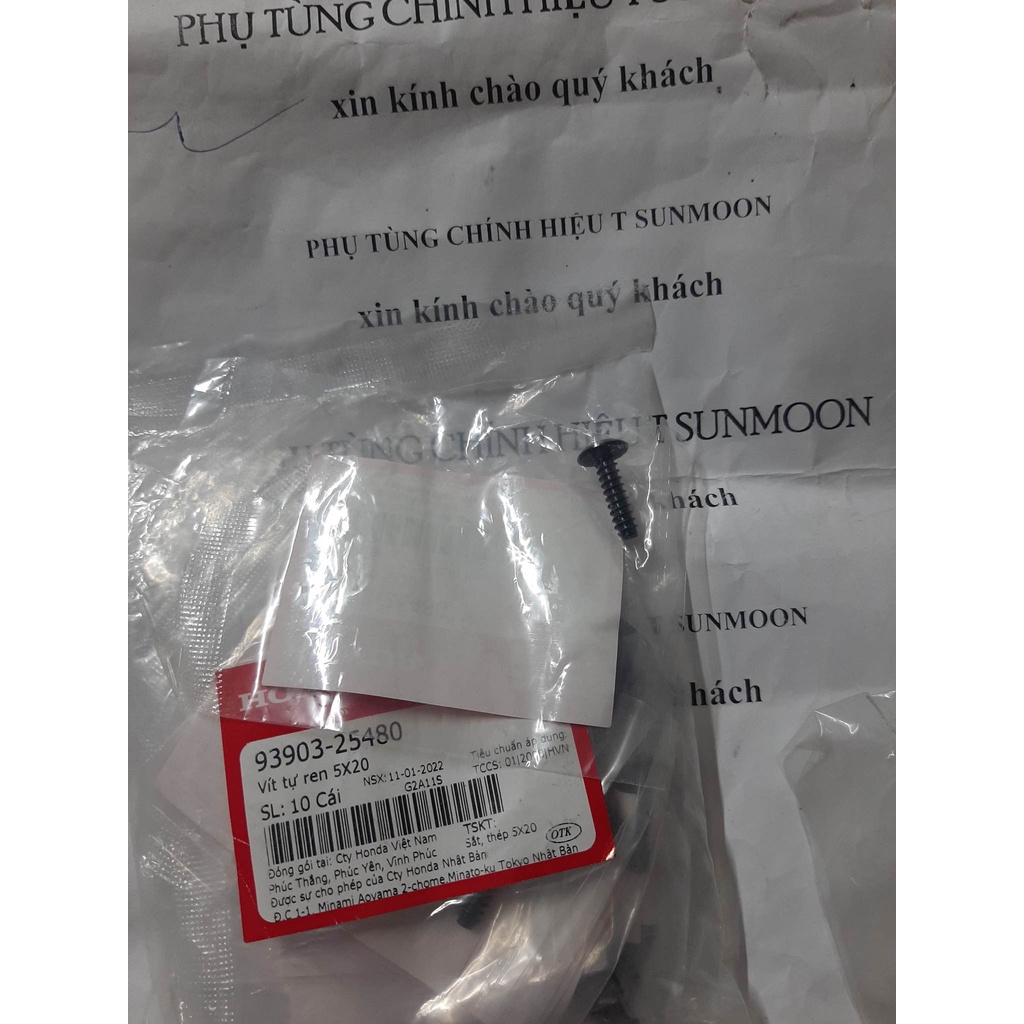 PHỤ TÙNG CHÍNH HIỆU T
xin kính chào quý khách
PHỤ TÙNG CHÍNH HIỆU T SUNMOON
xin kính chào quý khách
TÙNG CHÍNH HIỆU T SUNMOON
khách
SUNMOON
khách
93903-25480
Vít tự ren 5X20
Tiêu chuẩn áp dụng
SL: 10 Cái
NSX: 11-01-2022
G2A11S
Đóng gói tại: Cty Honda Việt Nam
TSKT:
Phúc Thắng, Phúc Yên, Vĩnh Phúc
Sắt, thép 5X20
OTK
Được sự cho phép của Cty Honda Nhật Bản
Đ.C 1-1, Minami Aoyama 2-chome,Minato-ku Tokyo Nhật Bản